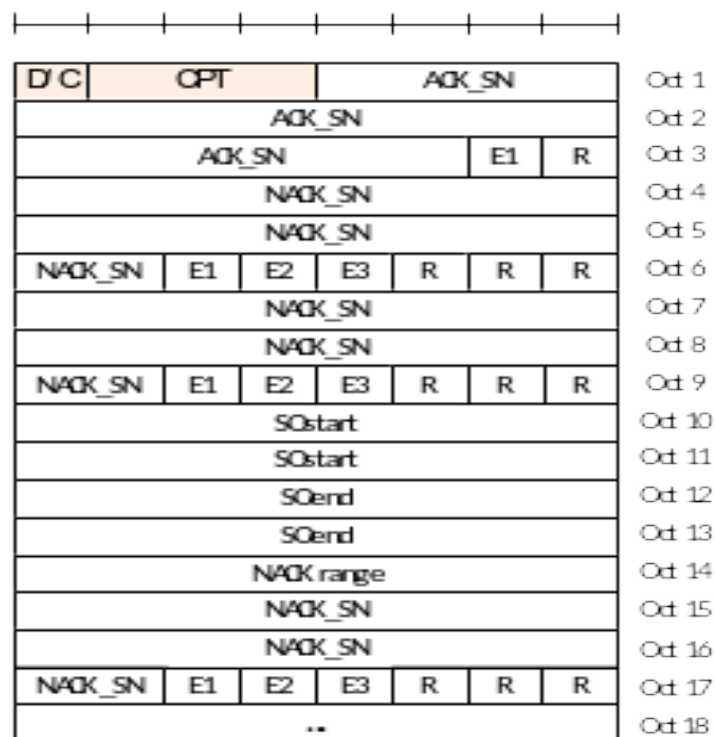 D/C CPT ACK_SN Oct 1
ACK_SN Oct 2
ACK_SN E1 R Oct 3
NACK_SN Oct 4
NACK_SN Oct 5
NACK_SN E1 E2 E3 R R R Oct 6
NACK_SN Oct 7
NACK_SN Oct 8
NACK_SN E1 E2 E3 R R R Oct 9
SOstart Oct 10
SOstart Oct 11
SOend Oct 12
SOend Oct 13
NACK range Oct 14
NACK_SN Oct 15
NACK_SN Oct 16
NACK_SN E1 E2 E3 R R R Oct 17
... Oct 18